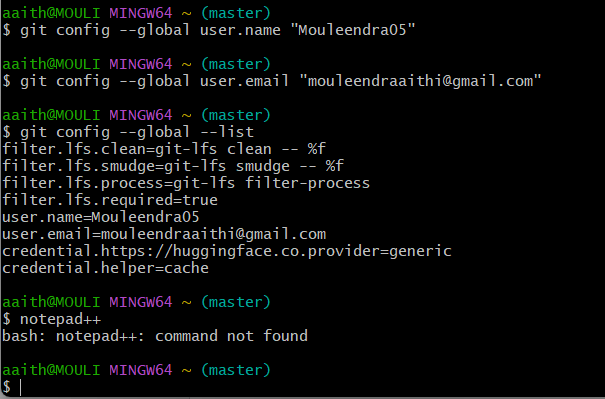 aaith@MOULI MINGW64 ~ (master)
$ git config --global user.name "Mouleendra05"
aaith@MOULI MINGW64 ~ (master)
$ git config --global user.email "mouleendraaithi@gmail.com"
aaith@MOULI MINGW64 ~ (master)
$ git config --global --list
filter.lfs.clean=git-lfs clean -- %f
filter.lfs.smudge=git-lfs smudge -- %f
filter.lfs.process=git-lfs filter-process
filter.lfs.required=true
user.name=Mouleendra05
user.email=mouleendraaithi@gmail.com
credential.https://huggingface.co.provider=generic
credential.helper=cache
aaith@MOULI MINGW64 ~ (master)
$ notepad++
bash: notepad++: command not found
aaith@MOULI MINGW64 ~ (master)
$